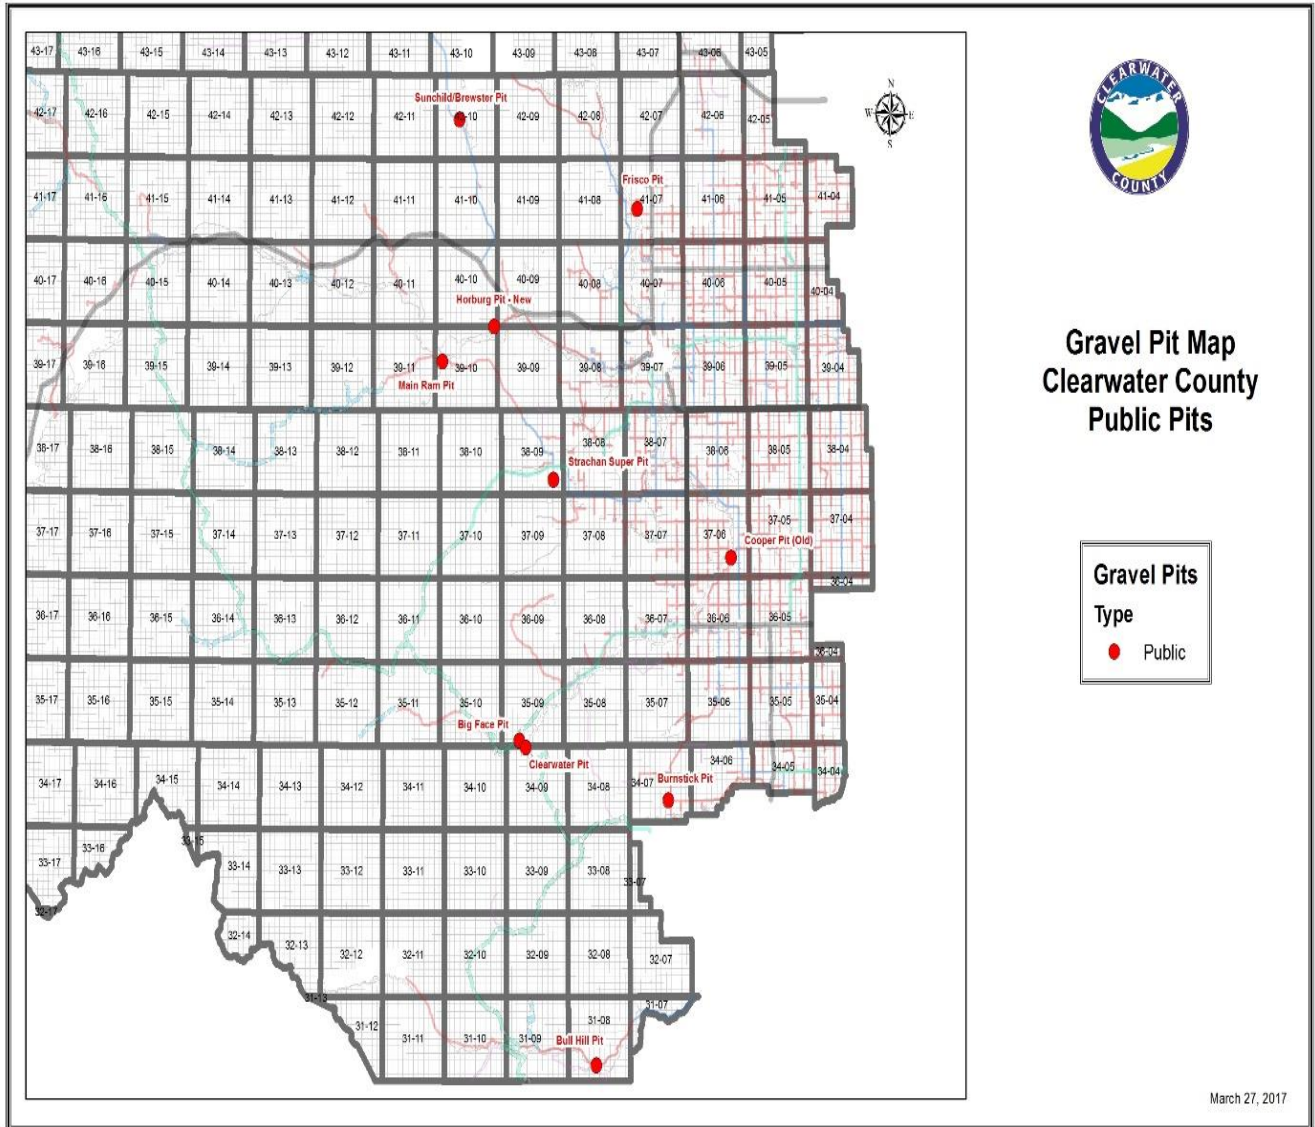 43-17 43-16 43-15 43-14 43-13 43-12 43-11 43-10 43-09 43-08 43-07 43-06 43-05
Sunchild/Brewster Pit
42-17 42-16 42-15 42-14 42-13 42-12 42-11 42-10 42-09 42-08 42-07 42-06 42-05
Frisco Pit
41-17 41-16 41-15 41-14 41-13 41-12 41-11 41-10 41-09 41-08 41-07 41-06 41-05 41-04
40-17 40-16 40-15 40-14 40-13 40-12 40-11 40-10 40-09 40-08 40-07 40-06 40-05 40-04
Horburg Pit - New
39-17 39-16 39-15 39-14 39-13 39-12 39-11 39-10 39-09 39-08 39-07 39-06 39-05 39-04
Main Ram Pit
38-17 38-16 38-15 38-14 38-13 38-12 38-11 38-10 38-09 38-08 38-07 38-06 38-05 38-04
Strachan Super Pit
37-17 37-16 37-15 37-14 37-13 37-12 37-11 37-10 37-09 37-08 37-07 37-06 37-05 37-04
Cooper Pit (Old)
36-04
36-17 36-16 36-15 36-14 36-13 36-12 36-11 36-10 36-09 36-08 36-07 36-06 36-05
36-04
35-17 35-16 35-15 35-14 35-13 35-12 35-11 35-10 35-09 35-08 35-07 35-06 35-05 35-04
Big Face Pit
Clearwater Pit
34-17 34-16 34-15 34-14 34-13 34-12 34-11 34-10 34-09 34-08 34-07 34-06 34-05 34-04
Burnstick Pit
33-17 33-16 33-15 33-14 33-13 33-12 33-11 33-10 33-09 33-08 33-07
32-17 32-14 32-13 32-12 32-11 32-10 32-09 32-08 32-07
31-13 31-12 31-11 31-10 31-09 31-08 31-07
Bull Hill Pit
N
W E
S
CLEARWATER
COUNTY
Gravel Pit Map
Clearwater County
Public Pits
Gravel Pits
Type
Public
March 27, 2017